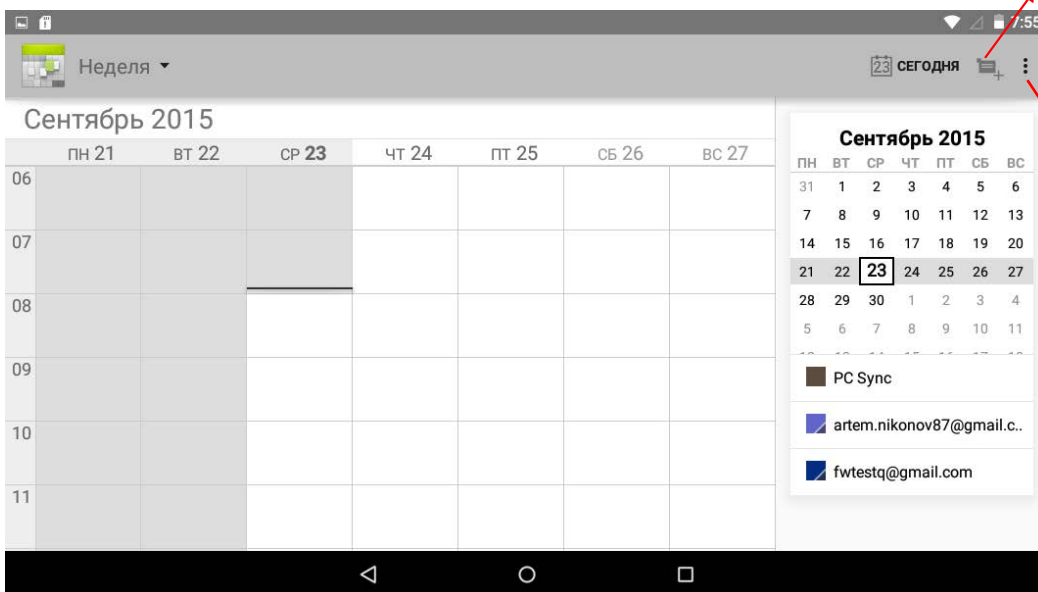 7:55
Неделя
23 СЕГОДНЯ
Сентябрь 2015
ПН 21 ВТ 22 СР 23 ЧТ 24 ПТ 25 СБ 26 ВС 27
06
07
08
09
10
11
Сентябрь 2015
ПН ВТ СР ЧТ ПТ СБ ВС
31 1 2 3 4 5 6
7 8 9 10 11 12 13
14 15 16 17 18 19 20
21 22 23 24 25 26 27
28 29 30 1 2 3 4
5 6 7 8 9 10 11
PC Sync
artem.nikonov87@gmail.c..
fwtestq@gmail.com